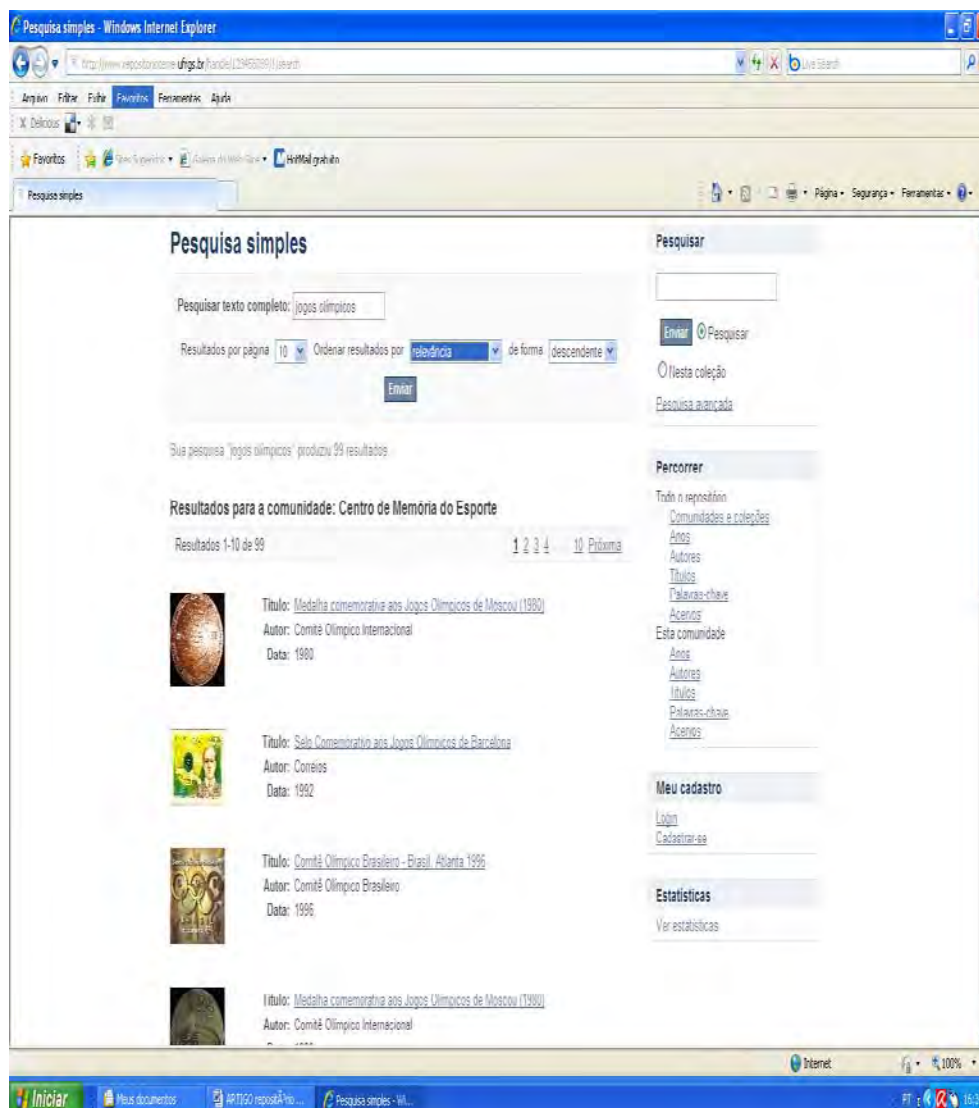 Pesquisa simples - Windows Internet Explorer
ufrgs.br
Live Search
Arquivo Editar Exibir Favoritos Ferramentas Ajuda
X Delicious
Favoritos HotMail gratuito
Pesquisa simples
Página Segurança Ferramentas
Pesquisa simples
Pesquisar texto completo: jogos olímpicos
Resultados por página 10 Ordenar resultados por relevância de forma descendente
Enviar
Sua pesquisa "jogos olímpicos" produziu 99 resultados
Resultados para a comunidade: Centro de Memória do Esporte
Resultados 1-10 de 99
1 2 3 4 ... 10 Próxima
Título: Medalha comemorativa aos Jogos Olímpicos de Moscou (1980)
Autor: Comitê Olímpico Internacional
Data: 1980
Título: Selo Comemorativo aos Jogos Olímpicos de Barcelona
Autor: Correios
Data: 1992
Título: Comitê Olímpico Brasileiro - Brasil. Atlanta 1996
Autor: Comitê Olímpico Brasileiro
Data: 1996
Título: Medalha comemorativa aos Jogos Olímpicos de Moscou (1980)
Autor: Comitê Olímpico Internacional
Pesquisar
Enviar Pesquisar
Nesta coleção
Pesquisa avançada
Percorrer
Todo o repositório
Comunidades e coleções
Anos
Autores
Títulos
Palavras-chave
Acervos
Esta comunidade
Anos
Autores
Títulos
Palavras-chave
Acervos
Meu cadastro
Login
Cadastrar-se
Estatísticas
Ver estatísticas
Internet 100%
Iniciar Meus documentos ARTIGO repositÃ³rio ... Pesquisa simples - Wi... PT